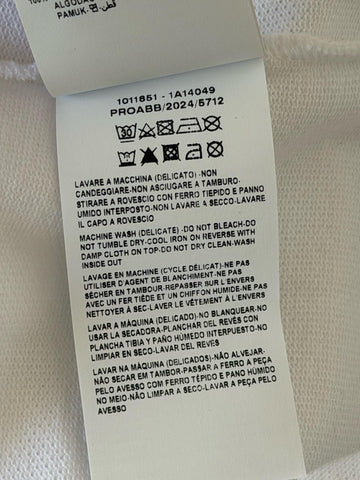 100%
ALGODÃO
PAMUK-قطن-棉
1011851 - 1A14049
PROABB/2024/5712
30
LAVARE A MACCHINA (DELICATO)-NON
CANDEGGIARE-NON ASCIUGARE A TAMBURO-
STIRARE A ROVESCIO CON FERRO TIEPIDO E PANNO
UMIDO INTERPOSTO-NON LAVARE A SECCO-LAVARE
IL CAPO A ROVESCIO
MACHINE WASH (DELICATE)-DO NOT BLEACH-DO
NOT TUMBLE DRY-COOL IRON ON REVERSE WITH
DAMP CLOTH ON TOP-DO NOT DRY CLEAN-WASH
INSIDE OUT
LAVAGE EN MACHINE (CYCLE DÉLICAT)-NE PAS
UTILISER D'AGENT DE BLANCHIMENT-NE PAS
SÉCHER EN TAMBOUR-REPASSER SUR L'ENVERS
AVEC UN FER TIÈDE ET UN CHIFFON HUMIDE-NE PAS
NETTOYER À SEC-LAVER LE VÊTEMENT À L'ENVERS
LAVAR A MÁQUINA (DELICADO)-NO BLANQUEAR-NO
USAR LA SECADORA-PLANCHAR DEL REVÉS CON
PLANCHA TIBIA Y PAÑO HÚMEDO INTERPUESTO-NO
LIMPIAR EN SECO-LAVAR DEL REVÉS
LAVAR NA MÁQUINA (DELICADOS)-NÃO ALVEJAR-
NÃO SECAR EM TAMBOR-PASSAR A FERRO A PEÇA
PELO AVESSO COM FERRO TÉPIDO E PANO HÚMIDO
NO MEIO-NÃO LIMPAR A SECO-LAVAR A PEÇA PELO
AVESSO